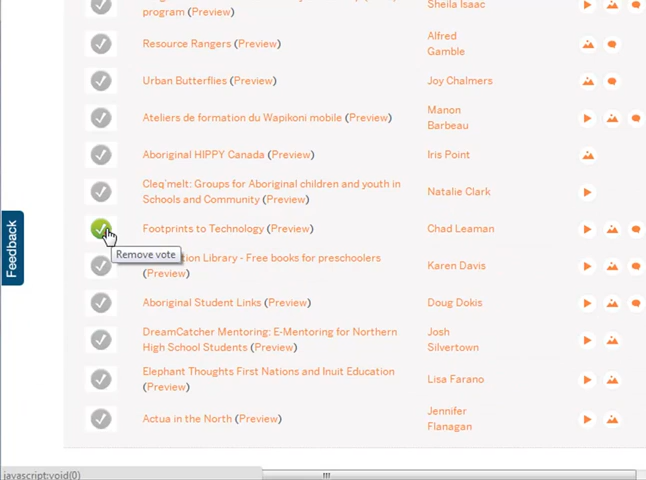 Sheila Isaac
program (Preview)
Resource Rangers (Preview)
Alfred
Gamble
Urban Butterflies (Preview)
Joy Chalmers
Ateliers de formation du Wapikoni mobile (Preview)
Manon
Barbeau
Aboriginal HIPPY Canada (Preview)
Iris Point
Cleq'melt: Groups for Aboriginal children and youth in
Schools and Community (Preview)
Natalie Clark
Footprints to Technology (Preview)
Chad Leaman
Remove vote
Library - Free books for preschoolers
(Preview)
Karen Davis
Aboriginal Student Links (Preview)
Doug Dokis
DreamCatcher Mentoring: E-Mentoring for Northern
High School Students (Preview)
Josh
Silvertown
Elephant Thoughts First Nations and Inuit Education
(Preview)
Lisa Farano
Actua in the North (Preview)
Jennifer
Flanagan
Feedback
javascript:void(0)